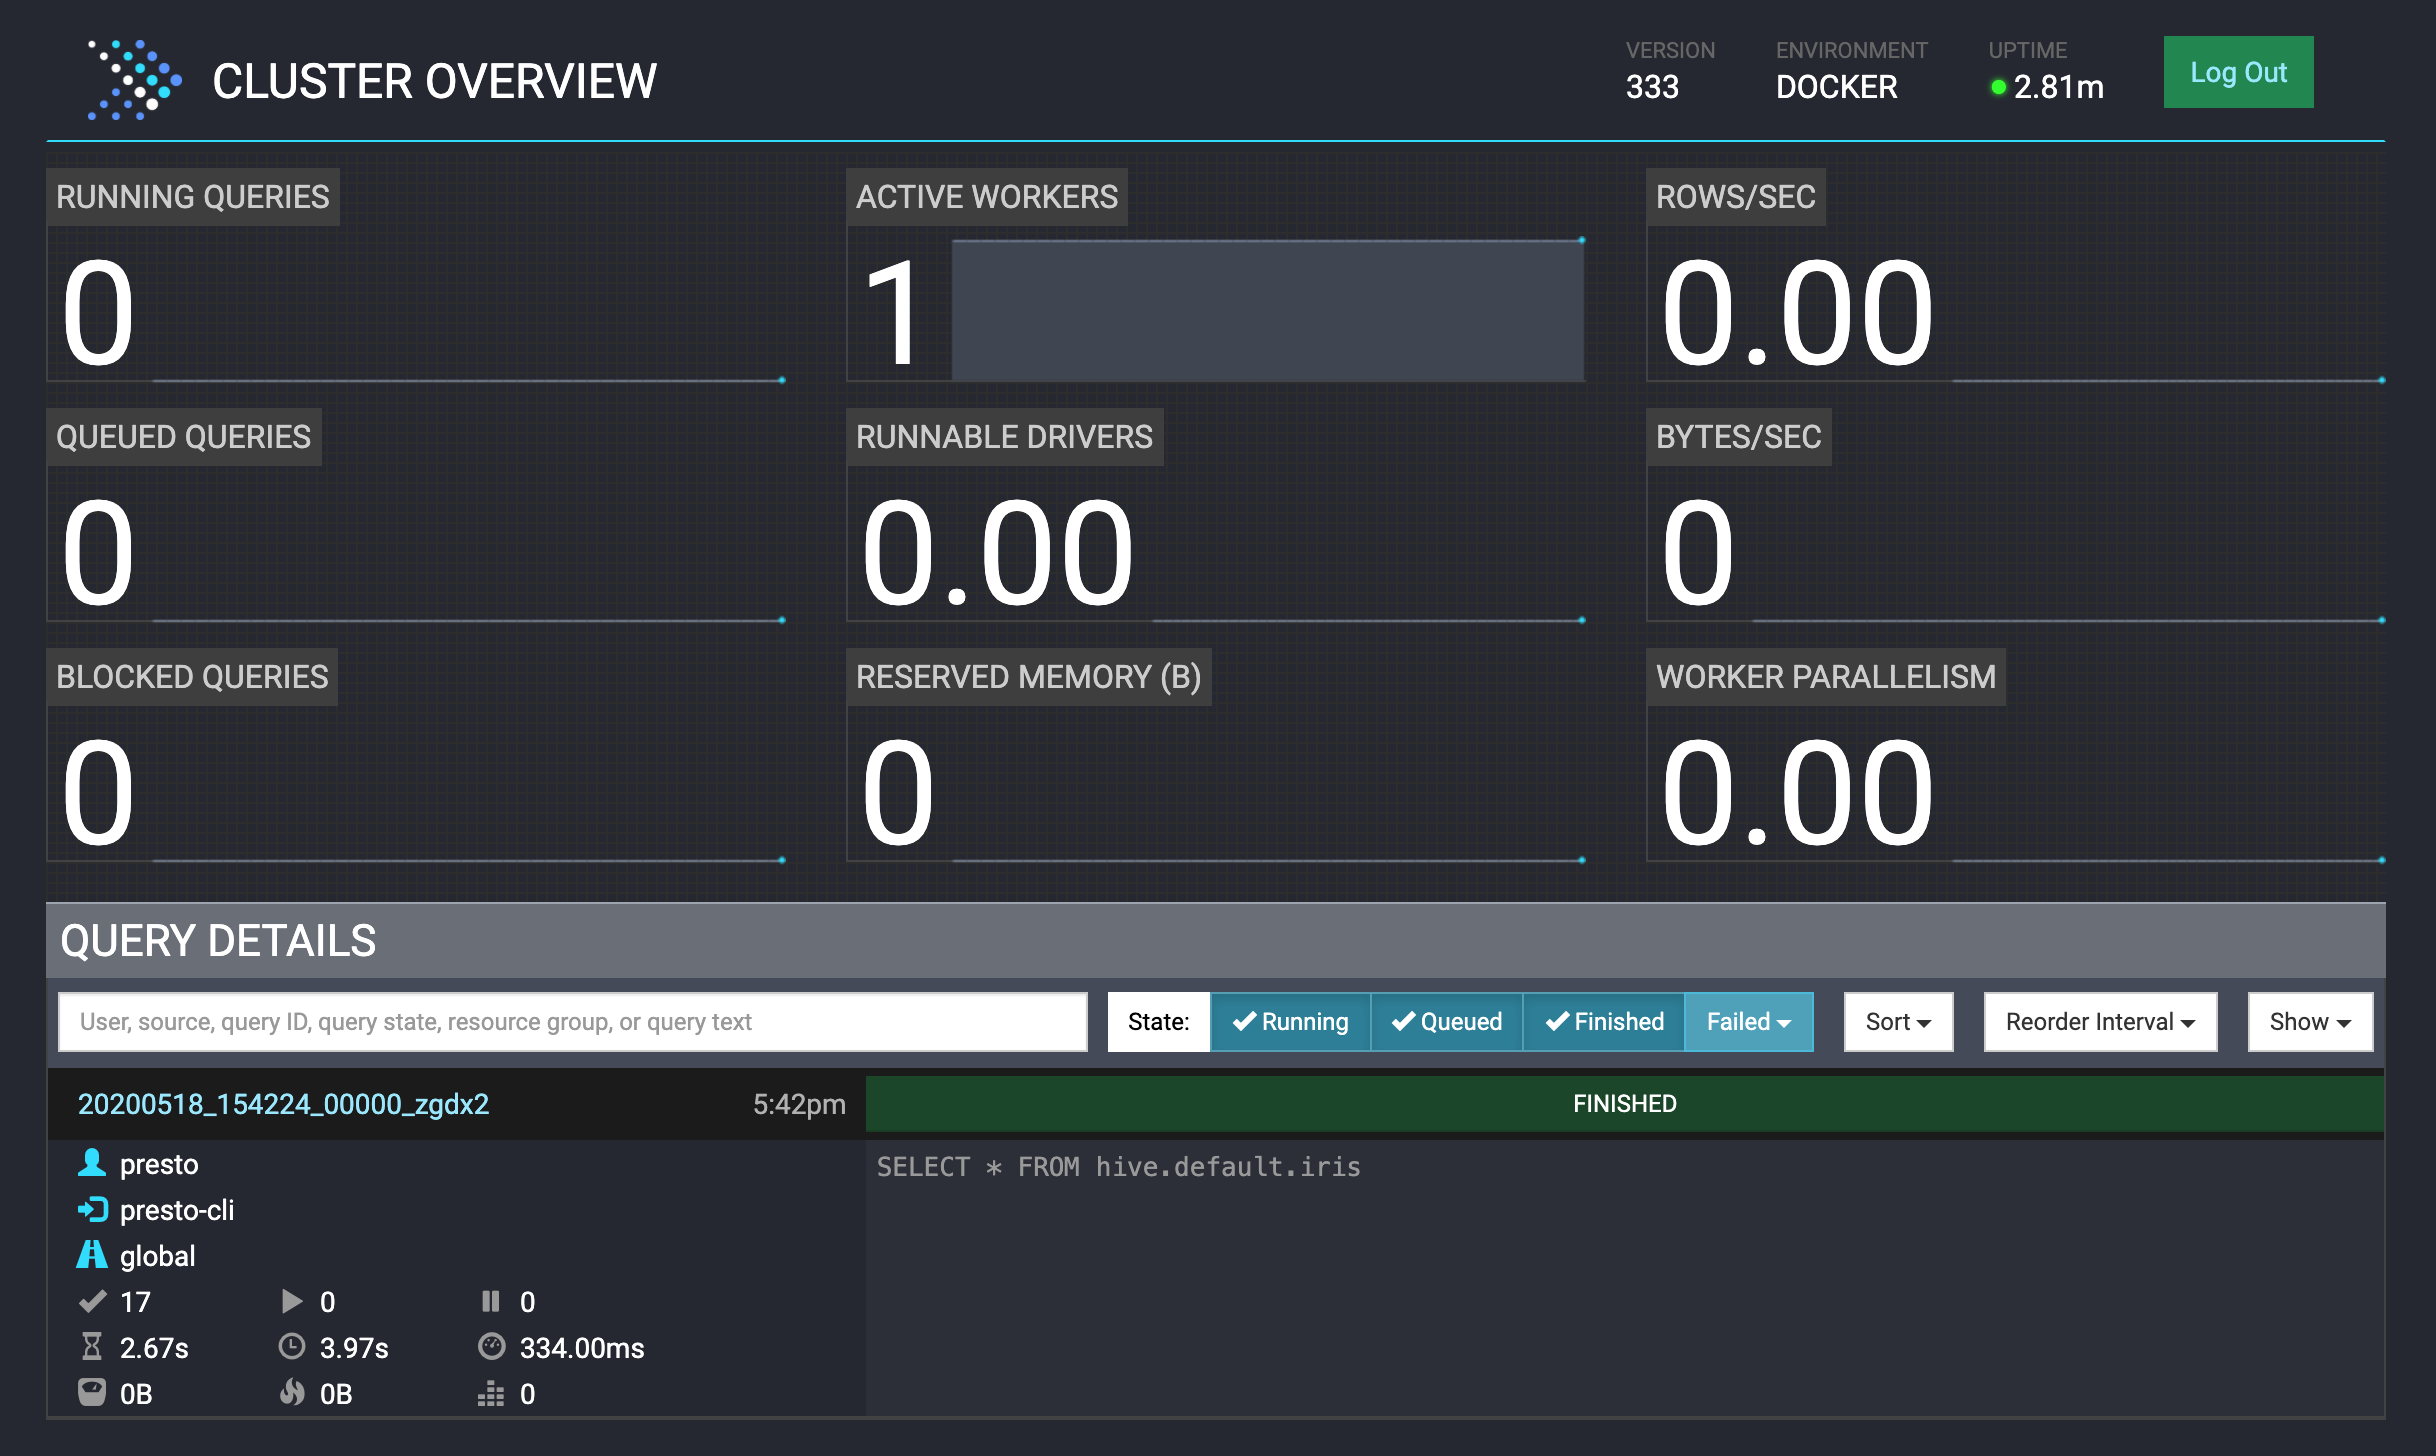 CLUSTER OVERVIEW
VERSION
333
ENVIRONMENT
DOCKER
UPTIME
2.81m
Log Out
RUNNING QUERIES
0
ACTIVE WORKERS
1
ROWS/SEC
0.00
QUEUED QUERIES
0
RUNNABLE DRIVERS
0.00
BYTES/SEC
0
BLOCKED QUERIES
0
RESERVED MEMORY (B)
0
WORKER PARALLELISM
0.00
QUERY DETAILS
User, source, query ID, query state, resource group, or query text
State: Running Queued Finished Failed
Sort
Reorder Interval
Show
20200518_154224_00000_zgdx2 5:42pm
FINISHED
presto
SELECT * FROM hive.default.iris
presto-cli
global
17 0 0
2.67s 3.97s 334.00ms
0B 0B 0